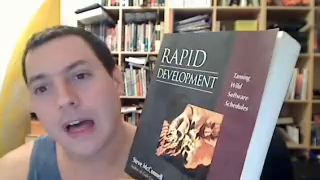 RAPID
DEVELOPMENT
Taming
Wild
Software
Schedules
Steve McConnell